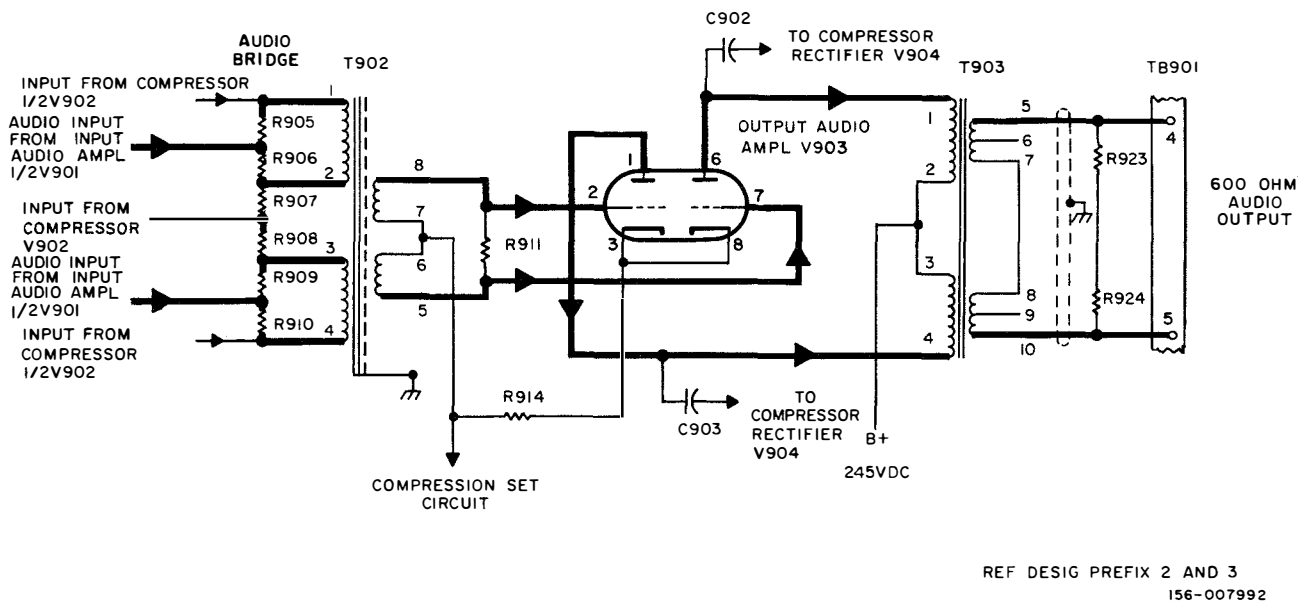 C902
TO COMPRESSOR
RECTIFIER V904
AUDIO
BRIDGE
T902
T903
TB901
INPUT FROM COMPRESSOR
1/2V902
1
R905
AUDIO INPUT
FROM INPUT
AUDIO AMPL
1/2V901
R906
2
R907
INPUT FROM
COMPRESSOR
V902
R908
3
AUDIO INPUT
FROM INPUT
AUDIO AMPL
1/2V901
R909
R910
4
INPUT FROM
COMPRESSOR
1/2V902
8
7
6
5
R911
OUTPUT AUDIO
AMPL V903
1
6
2
7
3
8
1
2
3
4
5
6
7
8
9
10
R923
R924
4
5
600 OHM
AUDIO
OUTPUT
R914
C903
TO
COMPRESSOR
RECTIFIER
V904
B+
245VDC
COMPRESSION SET
CIRCUIT
REF DESIG PREFIX 2 AND 3
156-007992